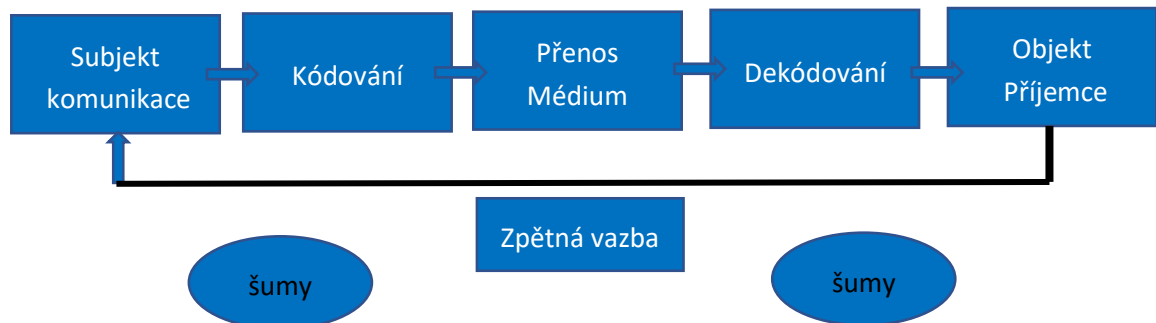 Subjekt
komunikace
Kódování
Přenos
Médium
Dekódování
Objekt
Příjemce
Zpětná vazba
šumy
šumy